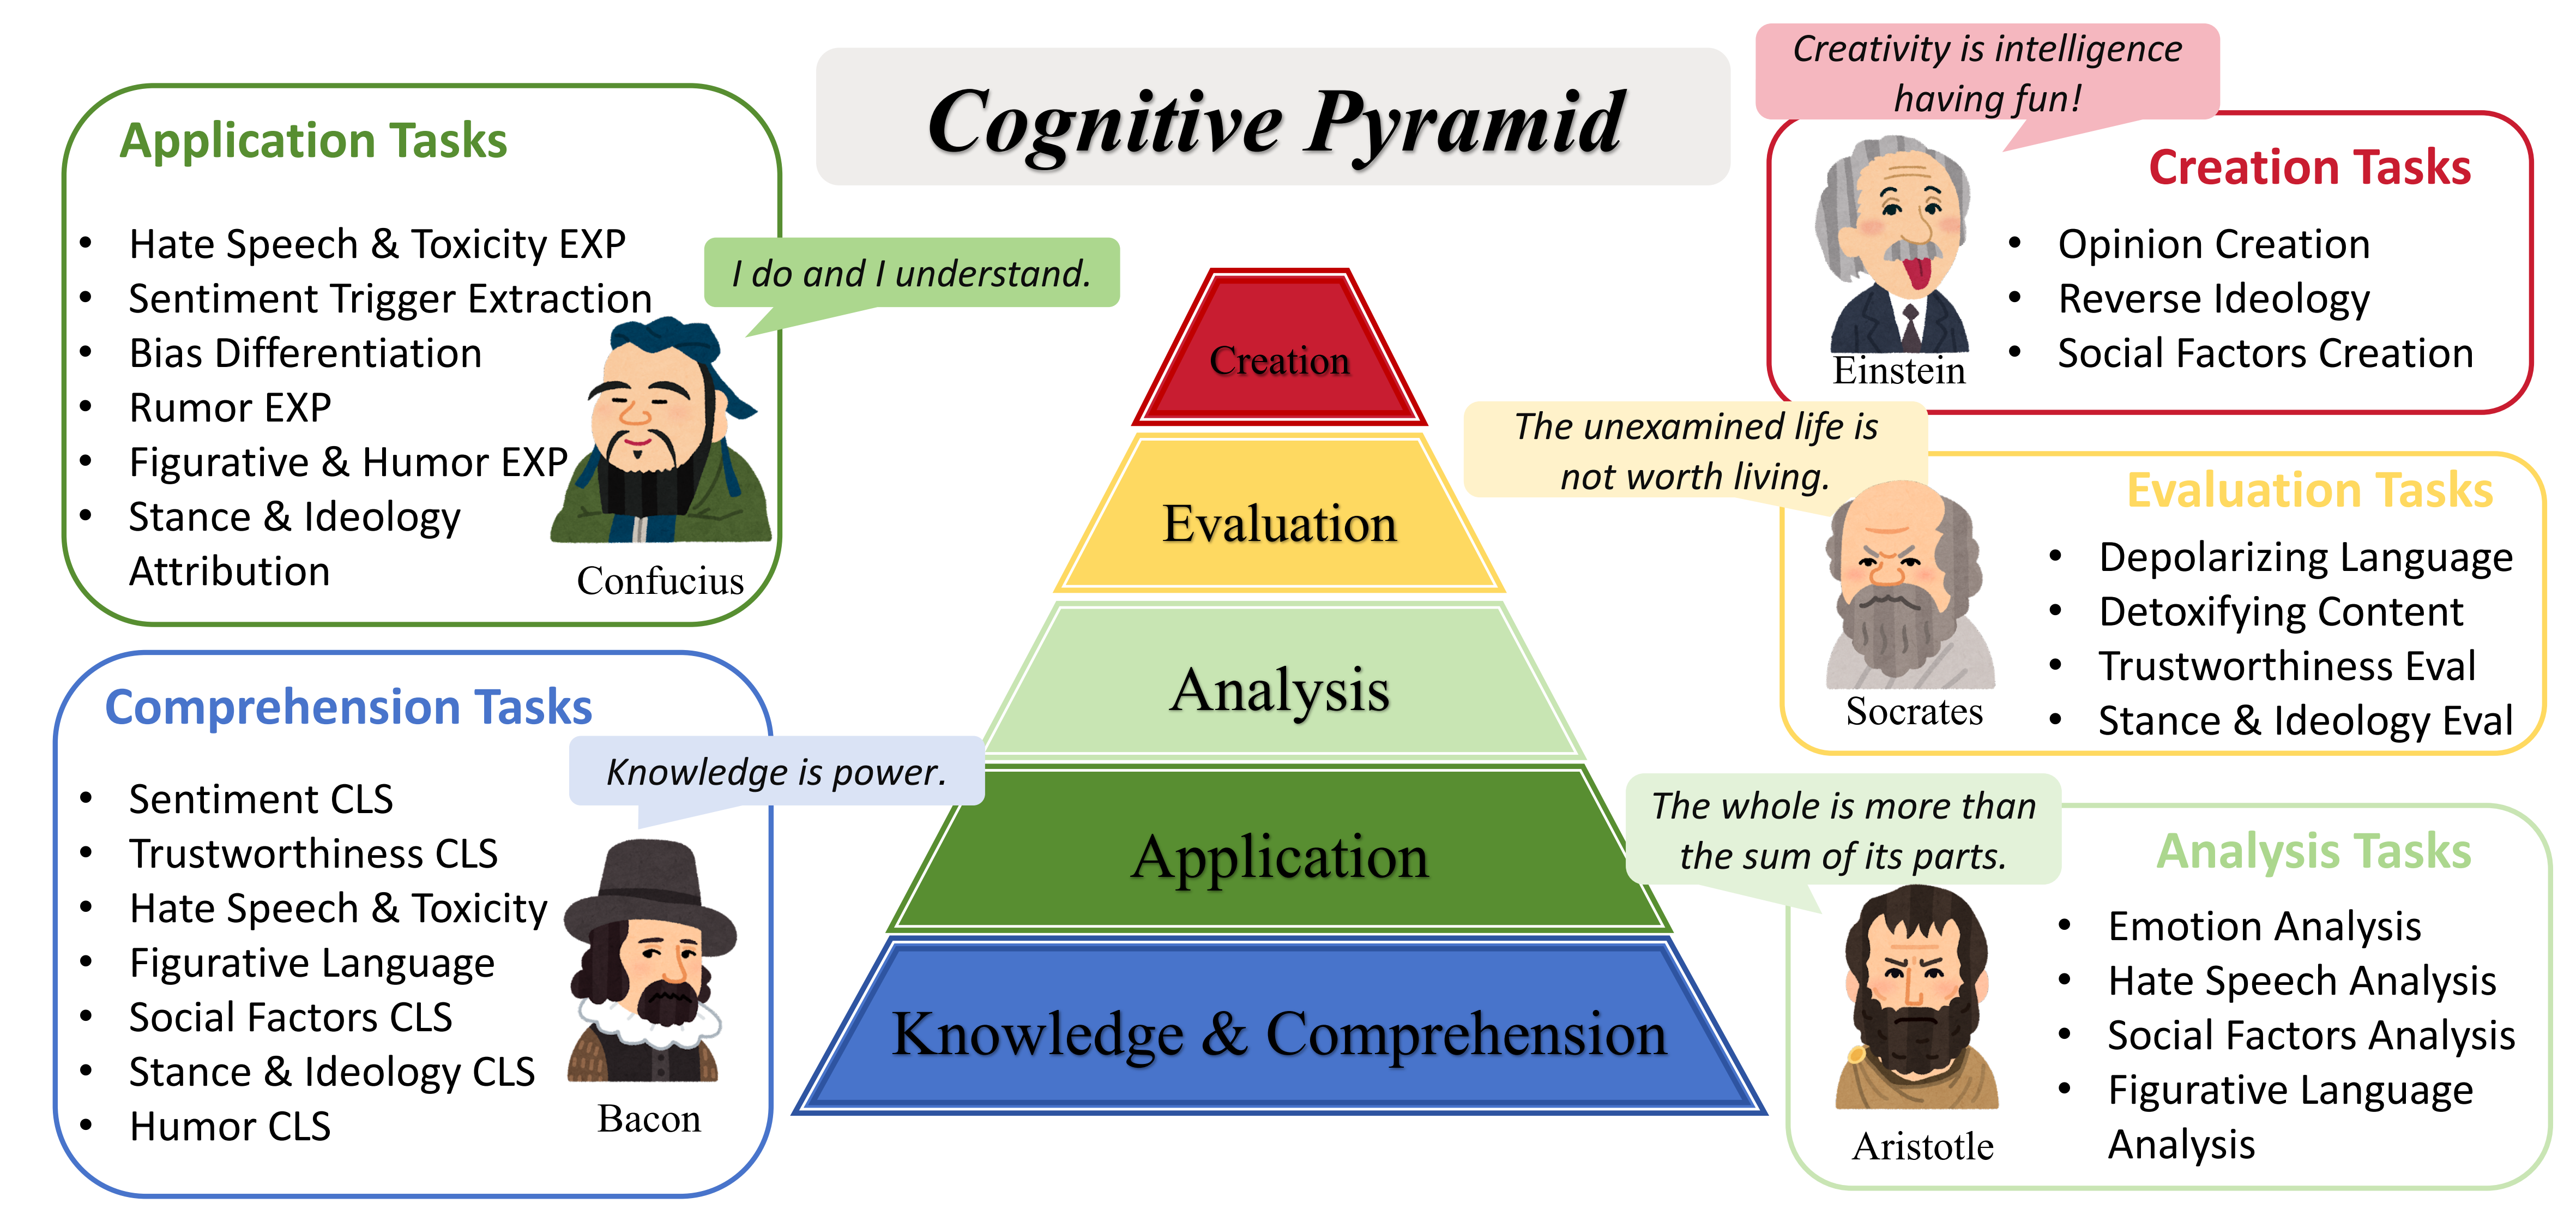 Cognitive Pyramid
Application Tasks
• Hate Speech & Toxicity EXP
• Sentiment Trigger Extraction
• Bias Differentiation
• Rumor EXP
• Figurative & Humor EXP
• Stance & Ideology
Attribution
I do and I understand.
Confucius
Comprehension Tasks
• Sentiment CLS
• Trustworthiness CLS
• Hate Speech & Toxicity
• Figurative Language
• Social Factors CLS
• Stance & Ideology CLS
• Humor CLS
Knowledge is power.
Bacon
Creation
Evaluation
Analysis
Application
Knowledge & Comprehension
Creativity is intelligence
having fun!
Creation Tasks
• Opinion Creation
• Reverse Ideology
• Social Factors Creation
Einstein
The unexamined life is
not worth living.
Evaluation Tasks
• Depolarizing Language
• Detoxifying Content
• Trustworthiness Eval
• Stance & Ideology Eval
Socrates
The whole is more than
the sum of its parts.
Analysis Tasks
• Emotion Analysis
• Hate Speech Analysis
• Social Factors Analysis
• Figurative Language
Analysis
Aristotle